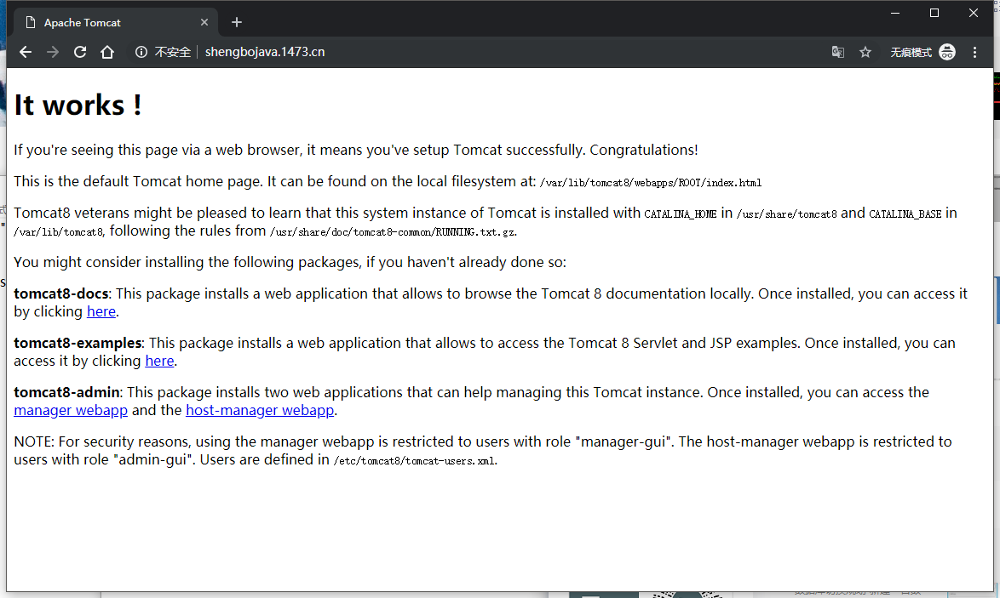 Apache Tomcat
不安全 shengbojava.1473.cn 无痕模式
It works !
If you're seeing this page via a web browser, it means you've setup Tomcat successfully. Congratulations!
This is the default Tomcat home page. It can be found on the local filesystem at: /var/lib/tomcat8/webapps/ROOT/index.html
Tomcat8 veterans might be pleased to learn that this system instance of Tomcat is installed with CATALINA_HOME in /usr/share/tomcat8 and CATALINA_BASE in
/var/lib/tomcat8, following the rules from /usr/share/doc/tomcat8-common/RUNNING.txt.gz.
You might consider installing the following packages, if you haven't already done so:
tomcat8-docs: This package installs a web application that allows to browse the Tomcat 8 documentation locally. Once installed, you can access it
by clicking here.
tomcat8-examples: This package installs a web application that allows to access the Tomcat 8 Servlet and JSP examples. Once installed, you can
access it by clicking here.
tomcat8-admin: This package installs two web applications that can help managing this Tomcat instance. Once installed, you can access the
manager webapp and the host-manager webapp.
NOTE: For security reasons, using the manager webapp is restricted to users with role "manager-gui". The host-manager webapp is restricted to
users with role "admin-gui". Users are defined in /etc/tomcat8/tomcat-users.xml.